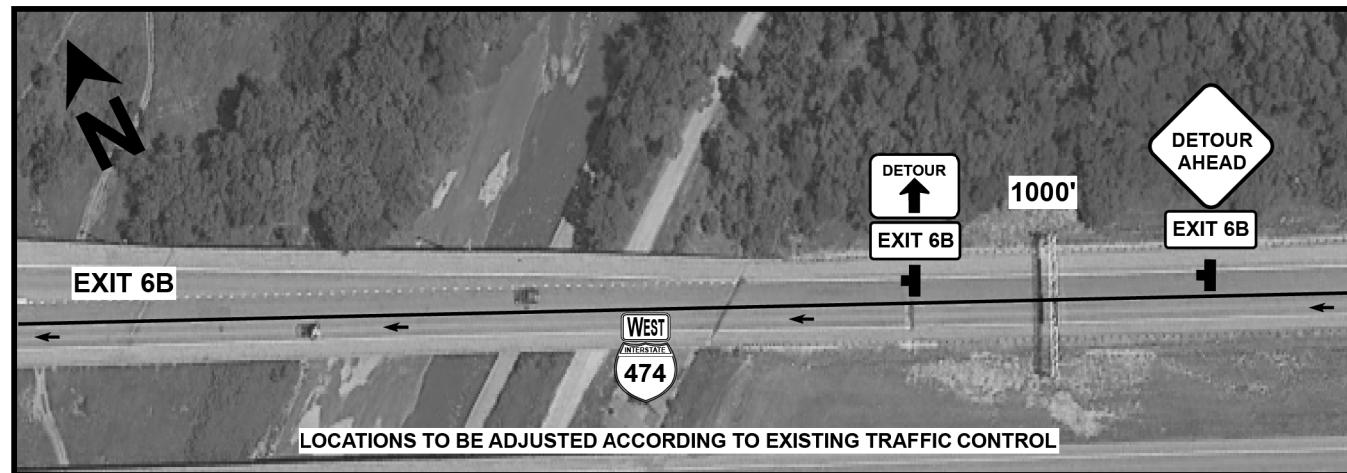 N
DETOUR
AHEAD
DETOUR
1000'
EXIT 6B
EXIT 6B
EXIT 6B
WEST
INTERSTATE
474
LOCATIONS TO BE ADJUSTED ACCORDING TO EXISTING TRAFFIC CONTROL